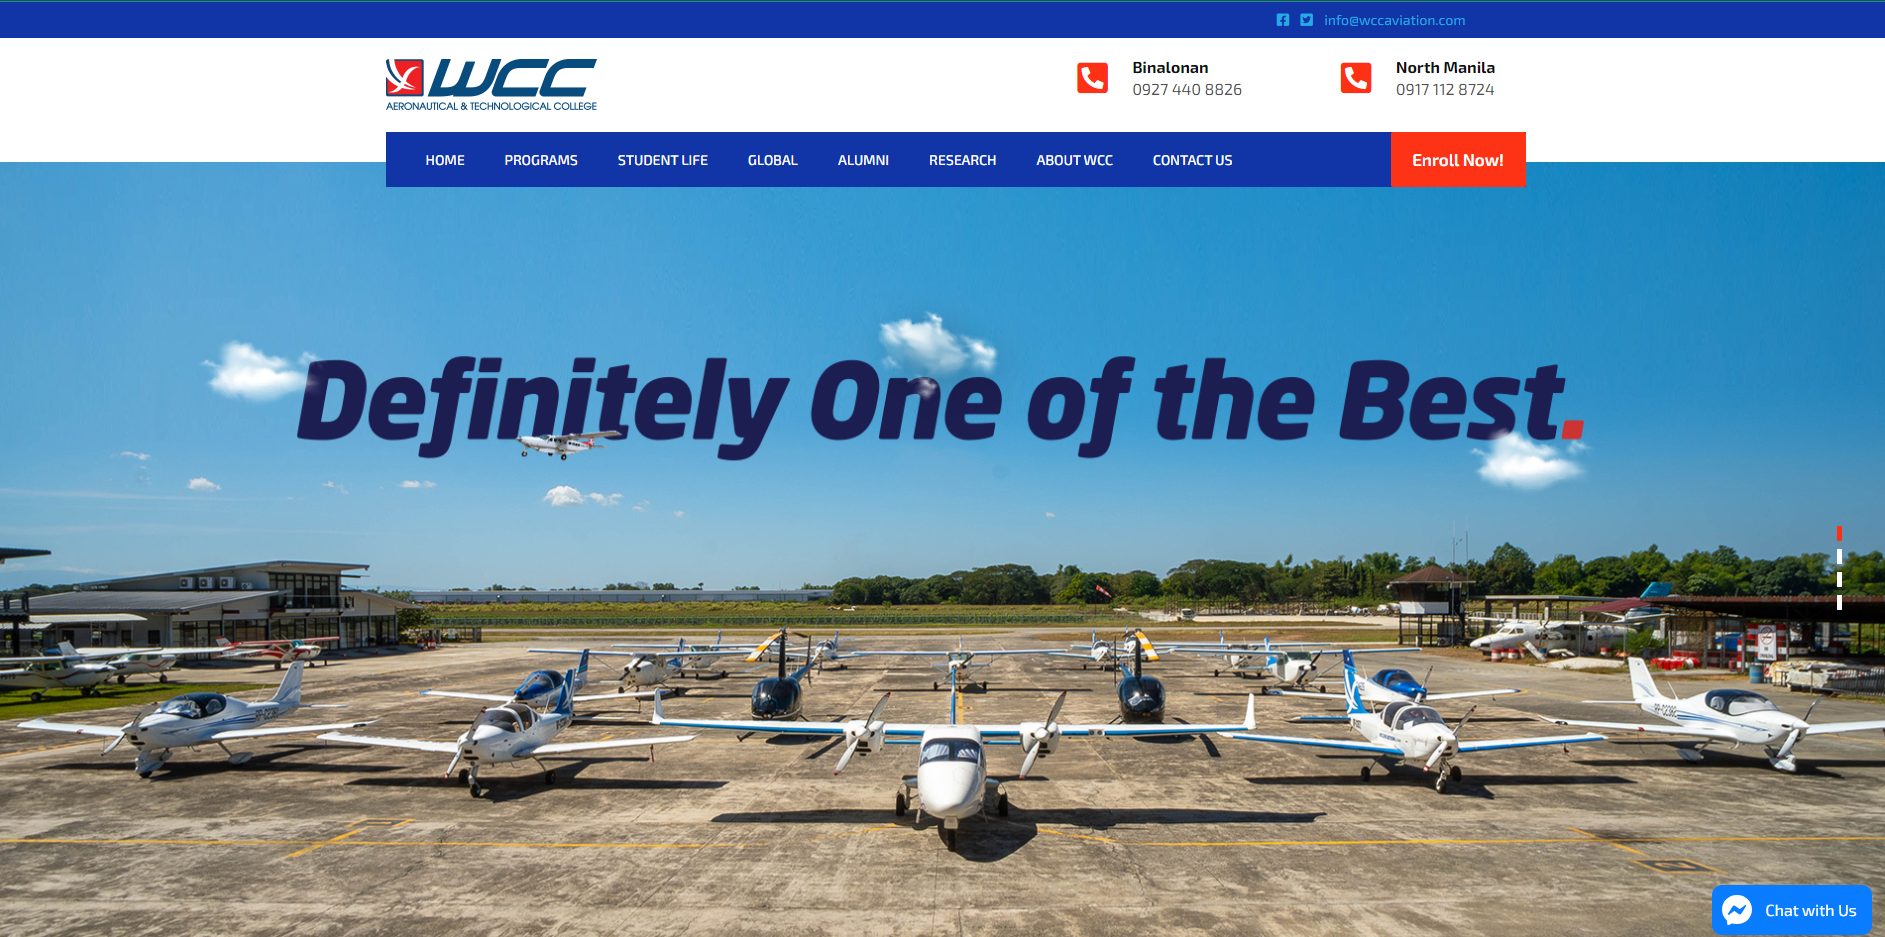 info@wccaviation.com
WCC
AERONAUTICAL & TECHNOLOGICAL COLLEGE
Binalonan
0927 440 8826
North Manila
0917 112 8724
HOME PROGRAMS STUDENT LIFE GLOBAL ALUMNI RESEARCH ABOUT WCC CONTACT US
Enroll Now!
Definitely One of the Best.
Chat with Us